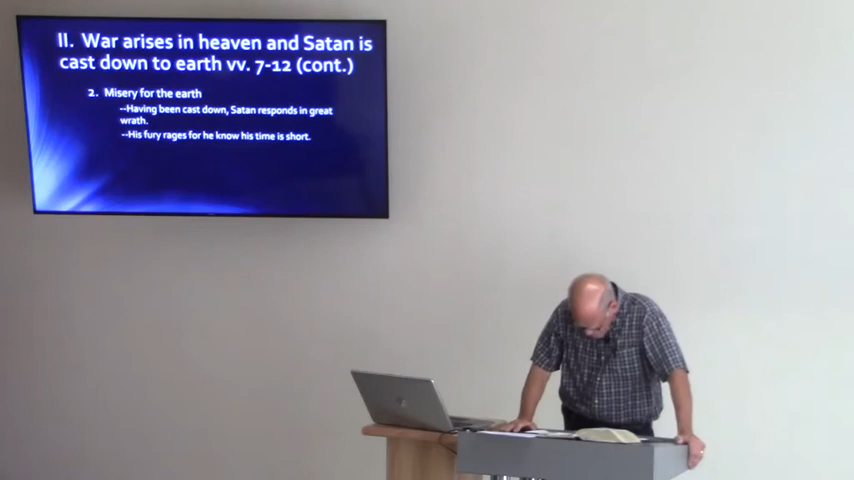 II. War arises in heaven and Satan is
cast down to earth vv. 7-12 (cont.)
2. Misery for the earth
--Having been cast down, Satan responds in great
wrath.
--His fury rages for he know his time is short.